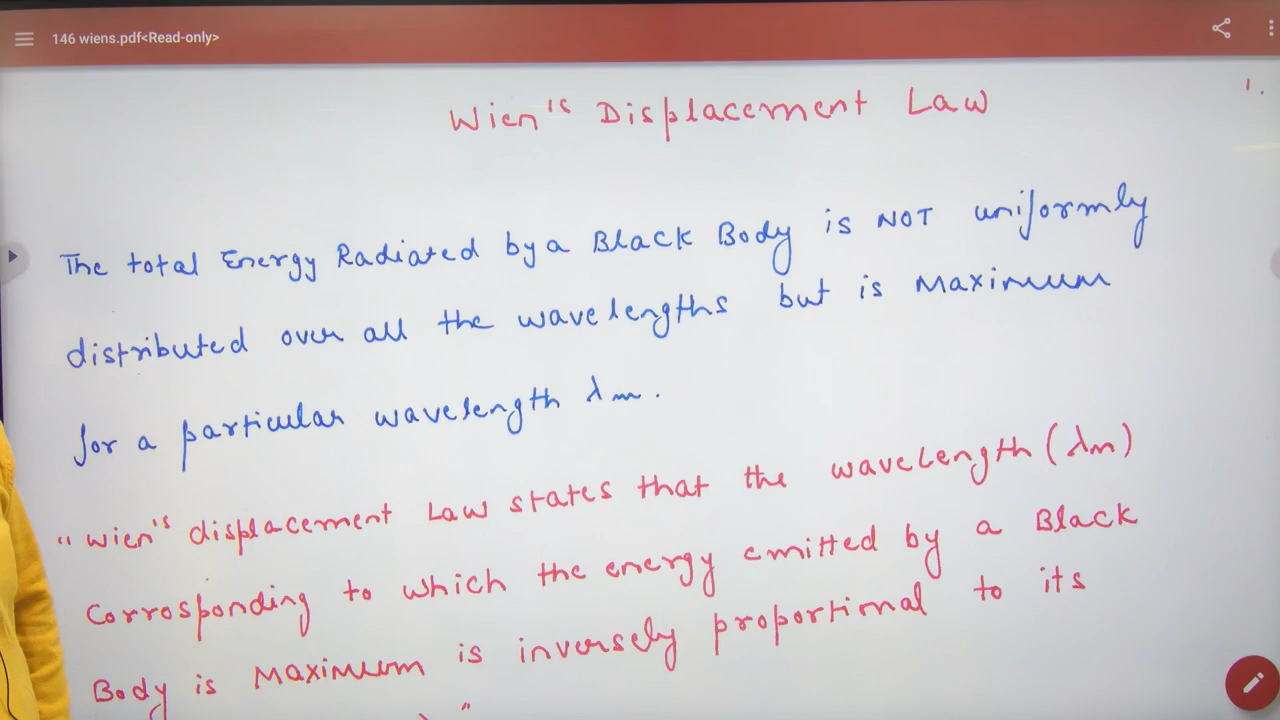 146 wiens.pdf<Read-only>
1.
Wien's Displacement Law
The total Energy Radiated by a Black Body is NOT uniformly
distributed over all the wavelengths but is Maximum
for a particular wavelength λm.
"Wien's displacement Law states that the wavelength (λm)
Corrosponding to which the energy emitted by a Black
Body is Maximum is inversely proportional to its